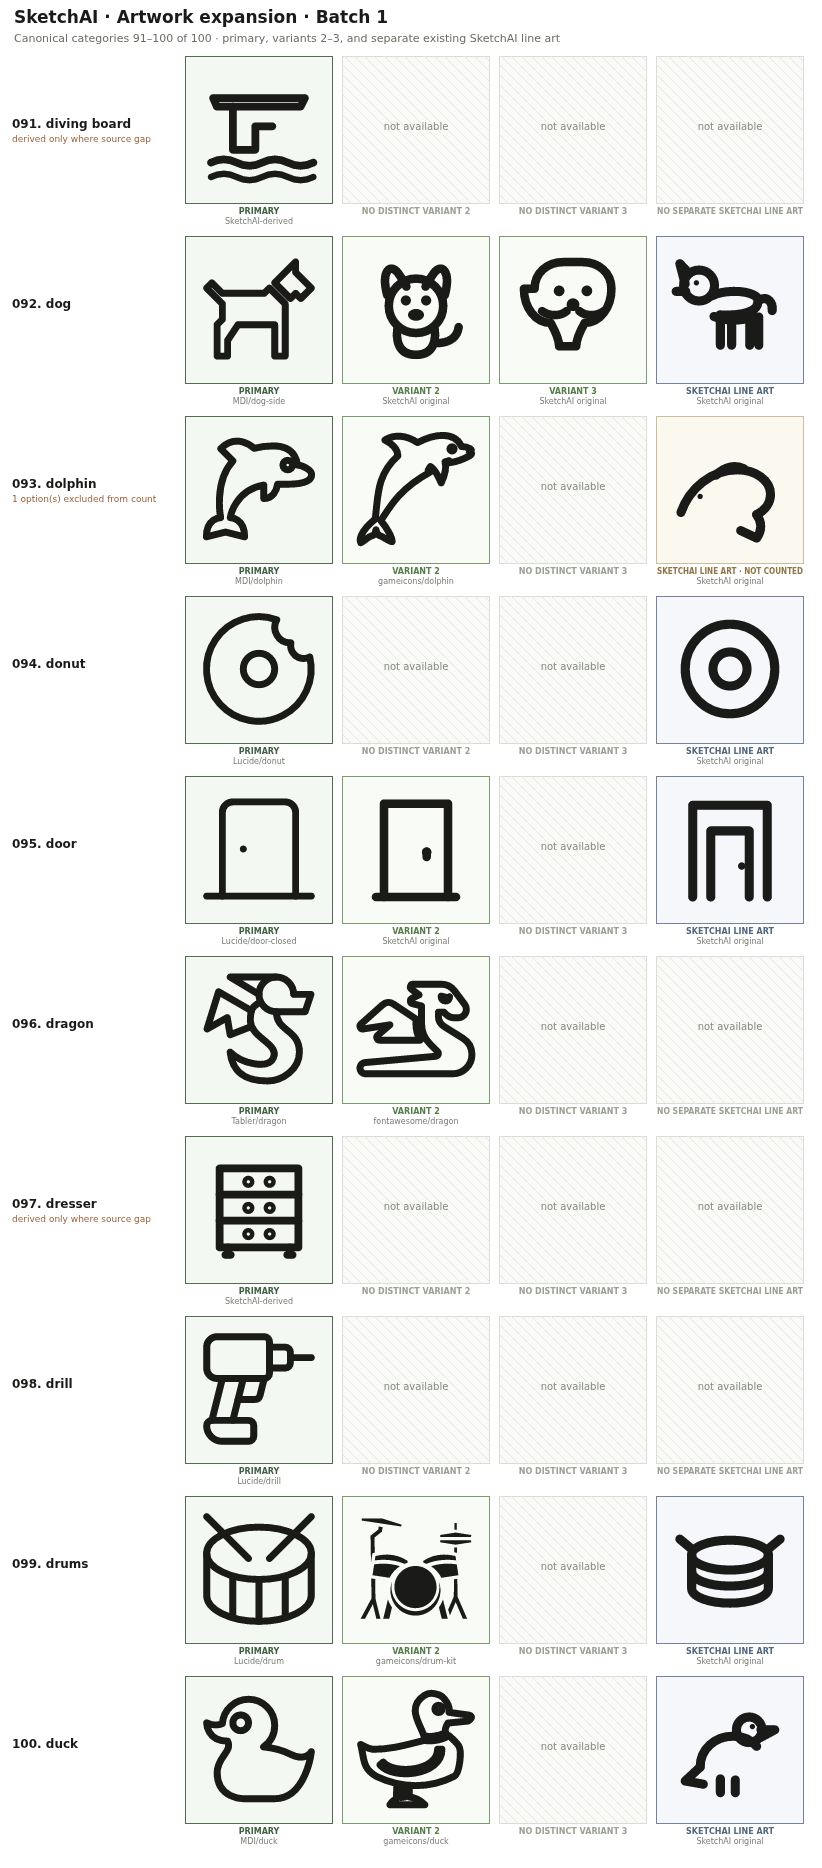 SketchAI · Artwork expansion · Batch 1
Canonical categories 91–100 of 100 · primary, variants 2–3, and separate existing SketchAI line art
091. diving board
derived only where source gap
not available
not available
not available
PRIMARY
SketchAI-derived
NO DISTINCT VARIANT 2
NO DISTINCT VARIANT 3
NO SEPARATE SKETCHAI LINE ART
092. dog
PRIMARY
MDI/dog-side
VARIANT 2
SketchAI original
VARIANT 3
SketchAI original
SKETCHAI LINE ART
SketchAI original
093. dolphin
1 option(s) excluded from count
not available
PRIMARY
MDI/dolphin
VARIANT 2
gameicons/dolphin
NO DISTINCT VARIANT 3
SKETCHAI LINE ART · NOT COUNTED
SketchAI original
094. donut
not available
not available
PRIMARY
Lucide/donut
NO DISTINCT VARIANT 2
NO DISTINCT VARIANT 3
SKETCHAI LINE ART
SketchAI original
095. door
not available
PRIMARY
Lucide/door-closed
VARIANT 2
SketchAI original
NO DISTINCT VARIANT 3
SKETCHAI LINE ART
SketchAI original
096. dragon
not available
not available
PRIMARY
Tabler/dragon
VARIANT 2
fontawesome/dragon
NO DISTINCT VARIANT 3
NO SEPARATE SKETCHAI LINE ART
097. dresser
derived only where source gap
not available
not available
not available
PRIMARY
SketchAI-derived
NO DISTINCT VARIANT 2
NO DISTINCT VARIANT 3
NO SEPARATE SKETCHAI LINE ART
098. drill
not available
not available
not available
PRIMARY
Lucide/drill
NO DISTINCT VARIANT 2
NO DISTINCT VARIANT 3
NO SEPARATE SKETCHAI LINE ART
099. drums
not available
PRIMARY
Lucide/drum
VARIANT 2
gameicons/drum-kit
NO DISTINCT VARIANT 3
SKETCHAI LINE ART
SketchAI original
100. duck
not available
PRIMARY
MDI/duck
VARIANT 2
gameicons/duck
NO DISTINCT VARIANT 3
SKETCHAI LINE ART
SketchAI original